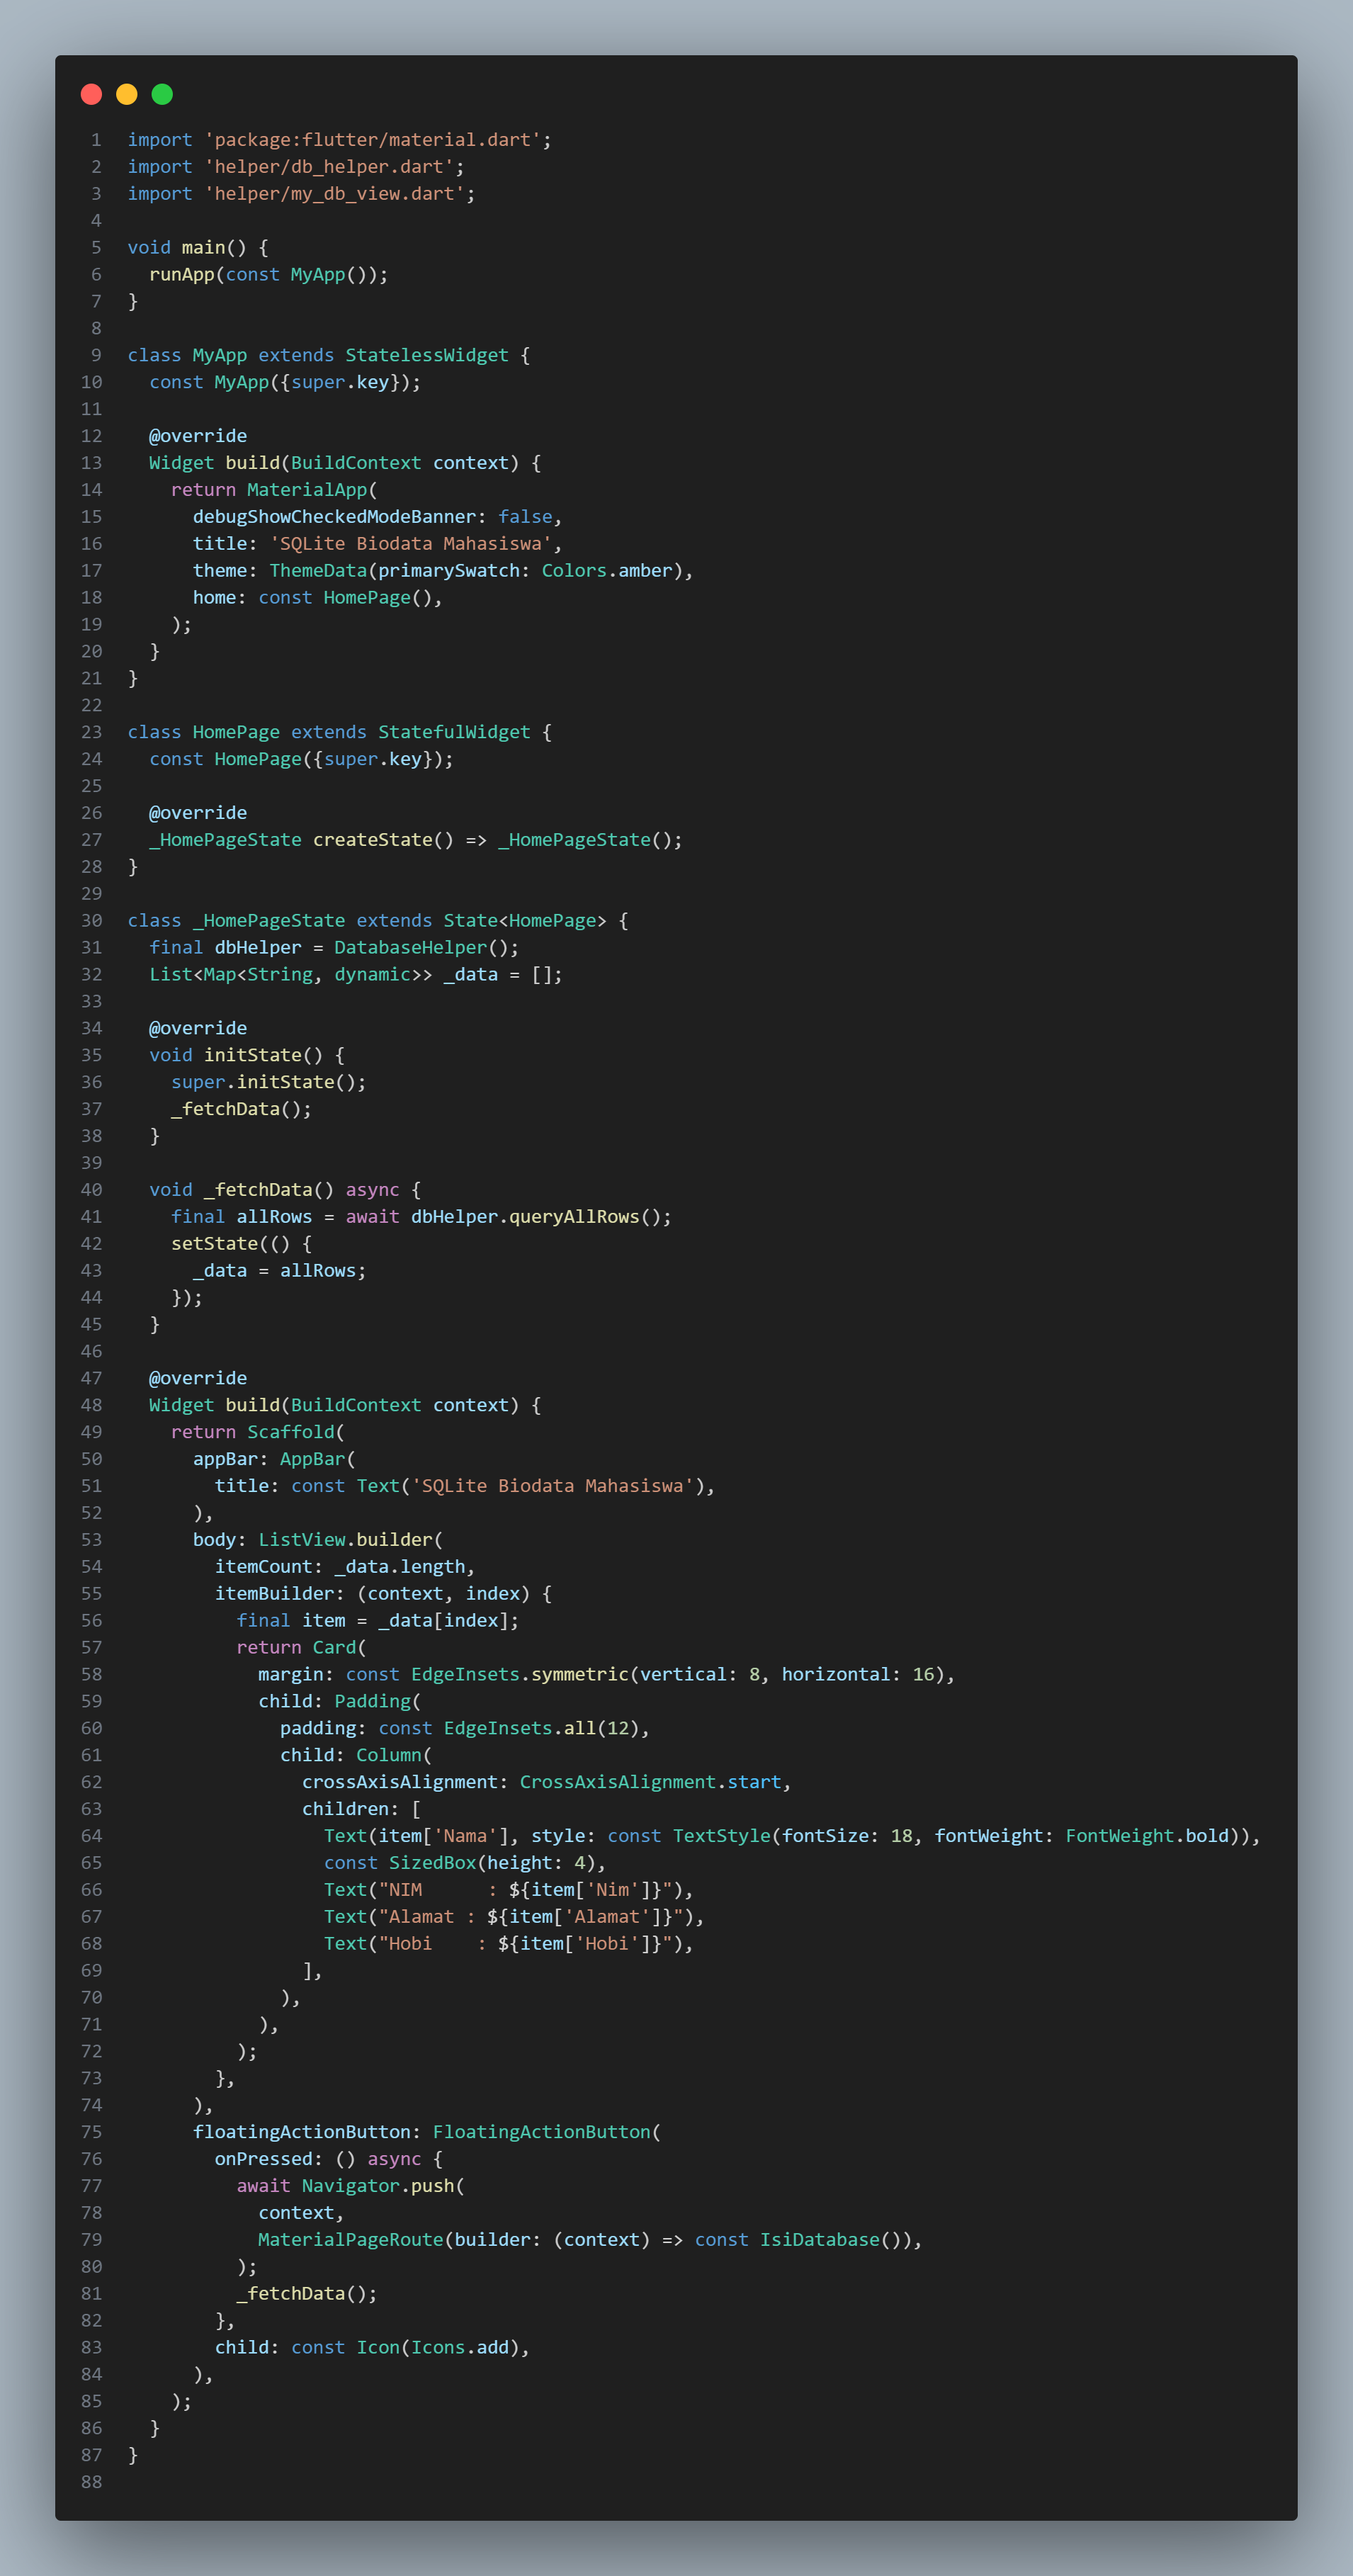 1 import 'package:flutter/material.dart';
2 import 'helper/db_helper.dart';
3 import 'helper/my_db_view.dart';
4
5 void main() {
6   runApp(const MyApp());
7 }
8
9 class MyApp extends StatelessWidget {
10   const MyApp({super.key});
11
12   @override
13   Widget build(BuildContext context) {
14     return MaterialApp(
15       debugShowCheckedModeBanner: false,
16       title: 'SQLite Biodata Mahasiswa',
17       theme: ThemeData(primarySwatch: Colors.amber),
18       home: const HomePage(),
19     );
20   }
21 }
22
23 class HomePage extends StatefulWidget {
24   const HomePage({super.key});
25
26   @override
27   _HomePageState createState() => _HomePageState();
28 }
29
30 class _HomePageState extends State<HomePage> {
31   final dbHelper = DatabaseHelper();
32   List<Map<String, dynamic>> _data = [];
33
34   @override
35   void initState() {
36     super.initState();
37     _fetchData();
38   }
39
40   void _fetchData() async {
41     final allRows = await dbHelper.queryAllRows();
42     setState(() {
43       _data = allRows;
44     });
45   }
46
47   @override
48   Widget build(BuildContext context) {
49     return Scaffold(
50       appBar: AppBar(
51         title: const Text('SQLite Biodata Mahasiswa'),
52       ),
53       body: ListView.builder(
54         itemCount: _data.length,
55         itemBuilder: (context, index) {
56           final item = _data[index];
57           return Card(
58             margin: const EdgeInsets.symmetric(vertical: 8, horizontal: 16),
59             child: Padding(
60               padding: const EdgeInsets.all(12),
61               child: Column(
62                 crossAxisAlignment: CrossAxisAlignment.start,
63                 children: [
64                   Text(item['Nama'], style: const TextStyle(fontSize: 18, fontWeight: FontWeight.bold)),
65                   const SizedBox(height: 4),
66                   Text("NIM      : ${item['Nim']}"),
67                   Text("Alamat : ${item['Alamat']}"),
68                   Text("Hobi    : ${item['Hobi']}"),
69                 ],
70               ),
71             ),
72           );
73         },
74       ),
75       floatingActionButton: FloatingActionButton(
76         onPressed: () async {
77           await Navigator.push(
78             context,
79             MaterialPageRoute(builder: (context) => const IsiDatabase()),
80           );
81           _fetchData();
82         },
83         child: const Icon(Icons.add),
84       ),
85     );
86   }
87 }
88